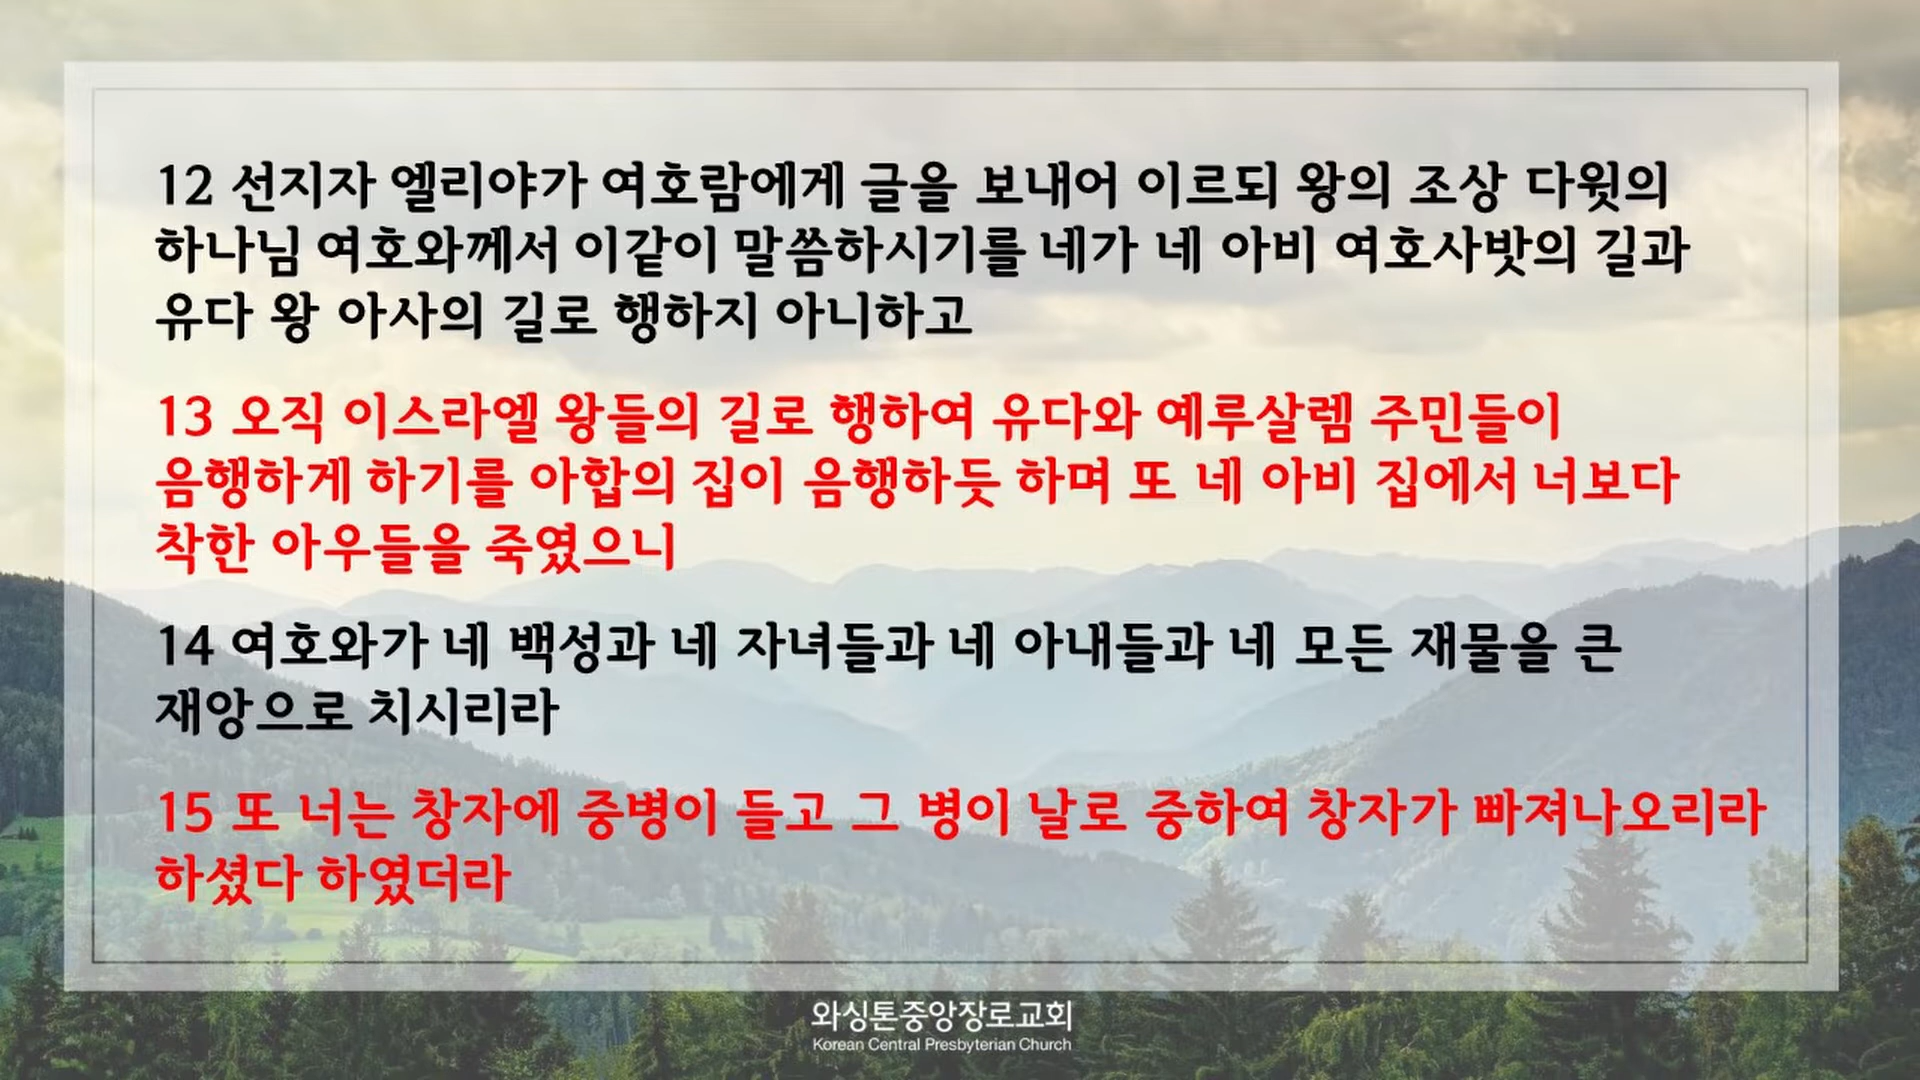 12 선지자 엘리야가 여호람에게 글을 보내어 이르되 왕의 조상 다윗의
하나님 여호와께서 이같이 말씀하시기를 네가 네 아비 여호사밧의 길과
유다 왕 아사의 길로 행하지 아니하고
13 오직 이스라엘 왕들의 길로 행하여 유다와 예루살렘 주민들이
음행하게 하기를 아합의 집이 음행하듯 하며 또 네 아비 집에서 너보다
착한 아우들을 죽였으니
14 여호와가 네 백성과 네 자녀들과 네 아내들과 네 모든 재물을 큰
재앙으로 치시리라
15 또 너는 창자에 중병이 들고 그 병이 날로 중하여 창자가 빠져나오리라
하셨다 하였더라
와싱톤중앙장로교회
Korean Central Presbyterian Church